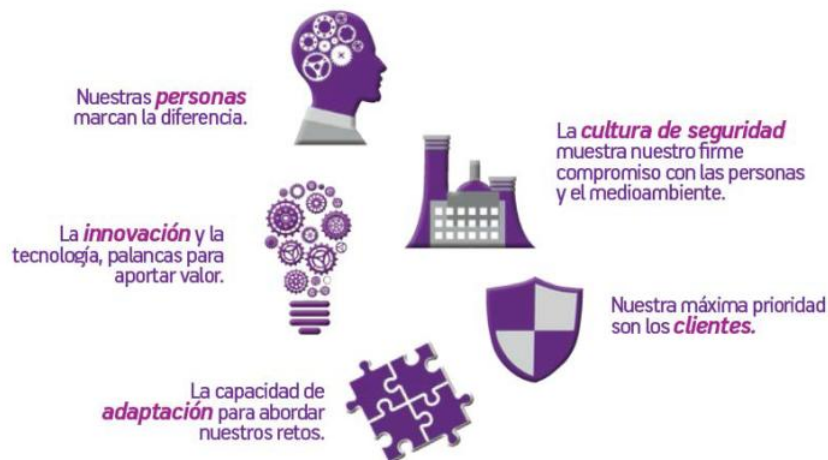 Nuestras personas
marcan la diferencia.
La cultura de seguridad
muestra nuestro firme
compromiso con las personas
y el medioambiente.
La innovación y la
tecnología, palancas para
aportar valor.
Nuestra máxima prioridad
son los clientes.
La capacidad de
adaptación para abordar
nuestros retos.